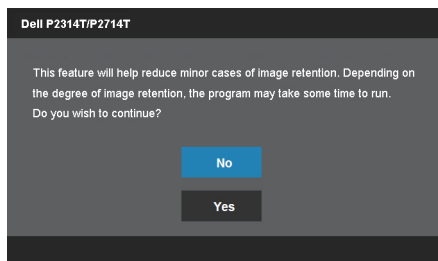 Dell P2314T/P2714T
This feature will help reduce minor cases of image retention. Depending on
the degree of image retention, the program may take some time to run.
Do you wish to continue?
No
Yes